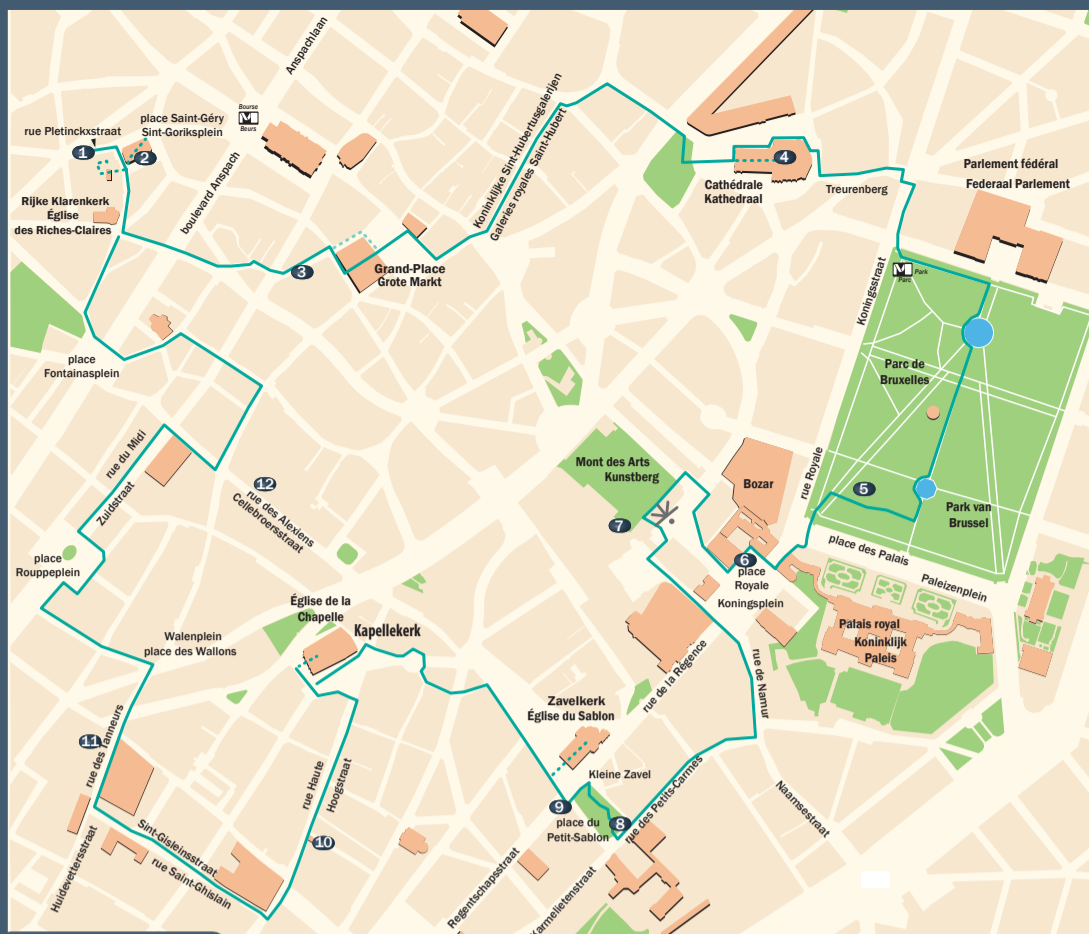 Anspachlaan
Bourse
M
Beurs
place Saint-Géry
Sint-Goriksplein
rue Pletinckxstraat
1
2
boulevard Anspach
Rijke Klarenkerk
Église
des Riches-Claires
3
Grand-Place
Grote Markt
Koninklijke Sint-Hubertusgalerijen
Galeries royales Saint-Hubert
4
Cathédrale
Kathedraal
Treurenberg
Parlement fédéral
Federaal Parlement
Koningsstraat
M
Park
Parc
Parc de
Bruxelles
place
Fontainasplein
rue du Midi
Zuidstraat
12
rue des Alexiens
Cellebroersstraat
Mont des Arts
Kunstberg
7
Bozar
rue Royale
5
Park van
Brussel
place des Palais
Paleizenplein
6
place
Royale
Koningsplein
Palais royal
Koninklijk
Paleis
place
Rouppeplein
Église de la
Chapelle
Kapellekerk
Walenplein
place des Wallons
rue de la Régence
rue de Namur
Zavelkerk
Église du Sablon
11
rue des Tanneurs
rue Haute
Hoogstraat
10
Kleine Zavel
9
place du
Petit-Sablon
8
rue des Petits-Carmes
Naamsestraat
Sint-Gisleinsstraat
rue Saint-Ghislain
Huidevettersstraat
Regentschapsstraat
Karmelietenstraat